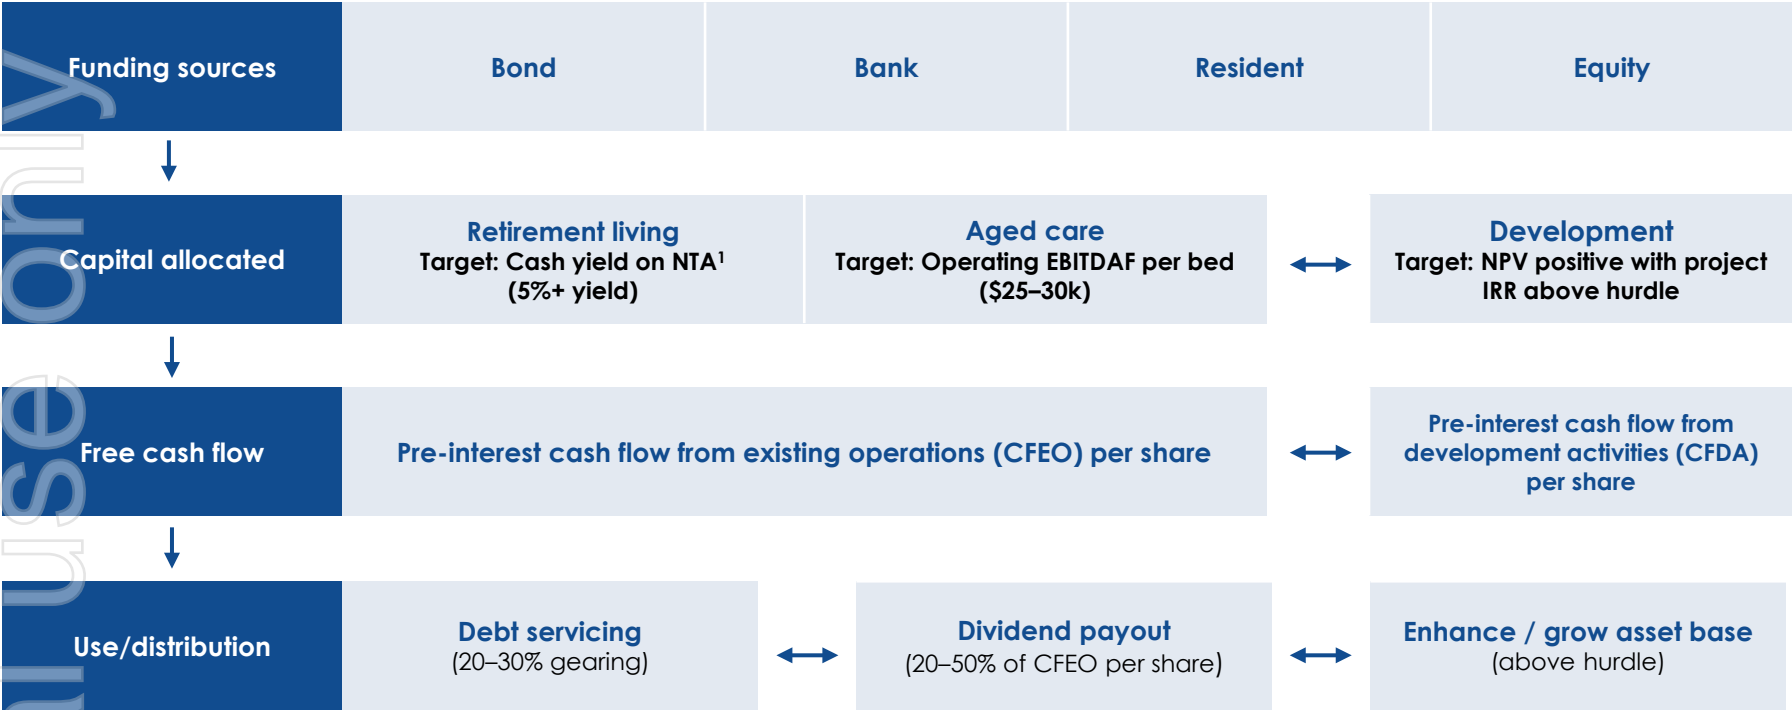 Funding sources
Bond
Bank
Resident
Equity
Capital allocated
Retirement living
Target: Cash yield on NTA¹
(5%+ yield)
Aged care
Target: Operating EBITDAF per bed
($25–30k)
Development
Target: NPV positive with project
IRR above hurdle
Free cash flow
Pre-interest cash flow from existing operations (CFEO) per share
Pre-interest cash flow from
development activities (CFDA)
per share
Use/distribution
Debt servicing
(20–30% gearing)
Dividend payout
(20–50% of CFEO per share)
Enhance / grow asset base
(above hurdle)
use only